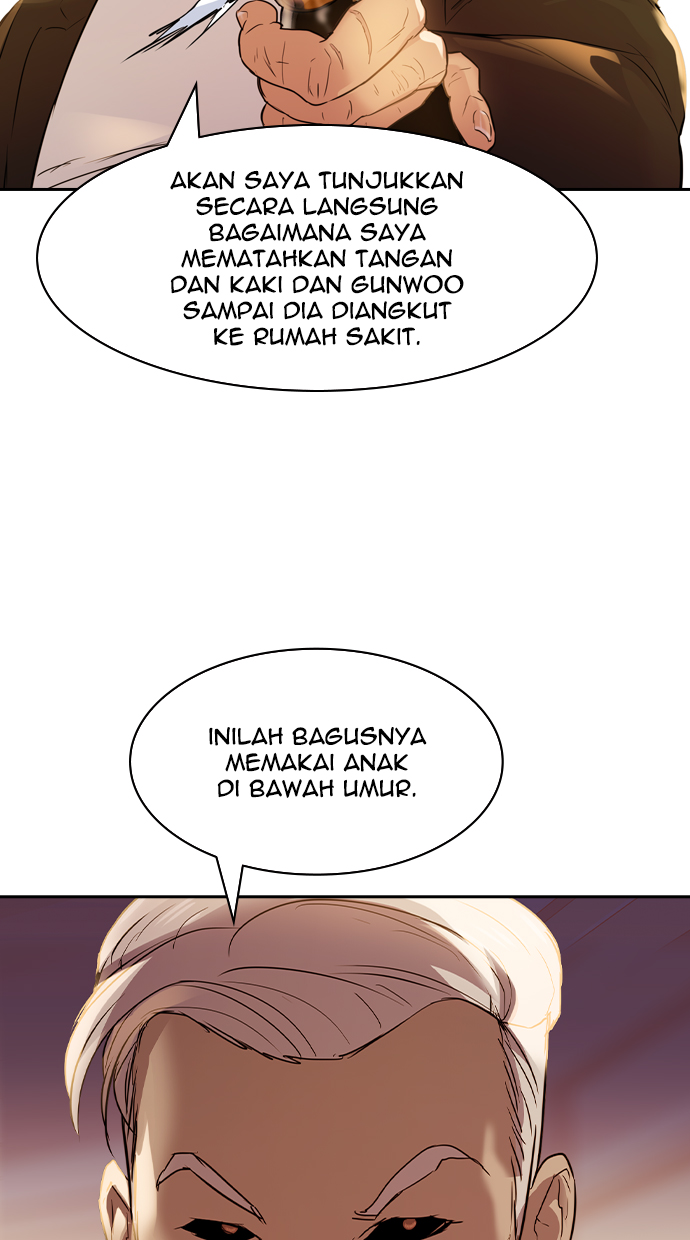 AKAN SAYA TUNJUKKAN
SECARA LANGSUNG
BAGAIMANA SAYA
MEMATAHKAN TANGAN
DAN KAKI DAN GUNWOO
SAMPAI DIA DIANGKUT
KE RUMAH SAKIT.
INILAH BAGUSNYA
MEMAKAI ANAK
DI BAWAH UMUR.